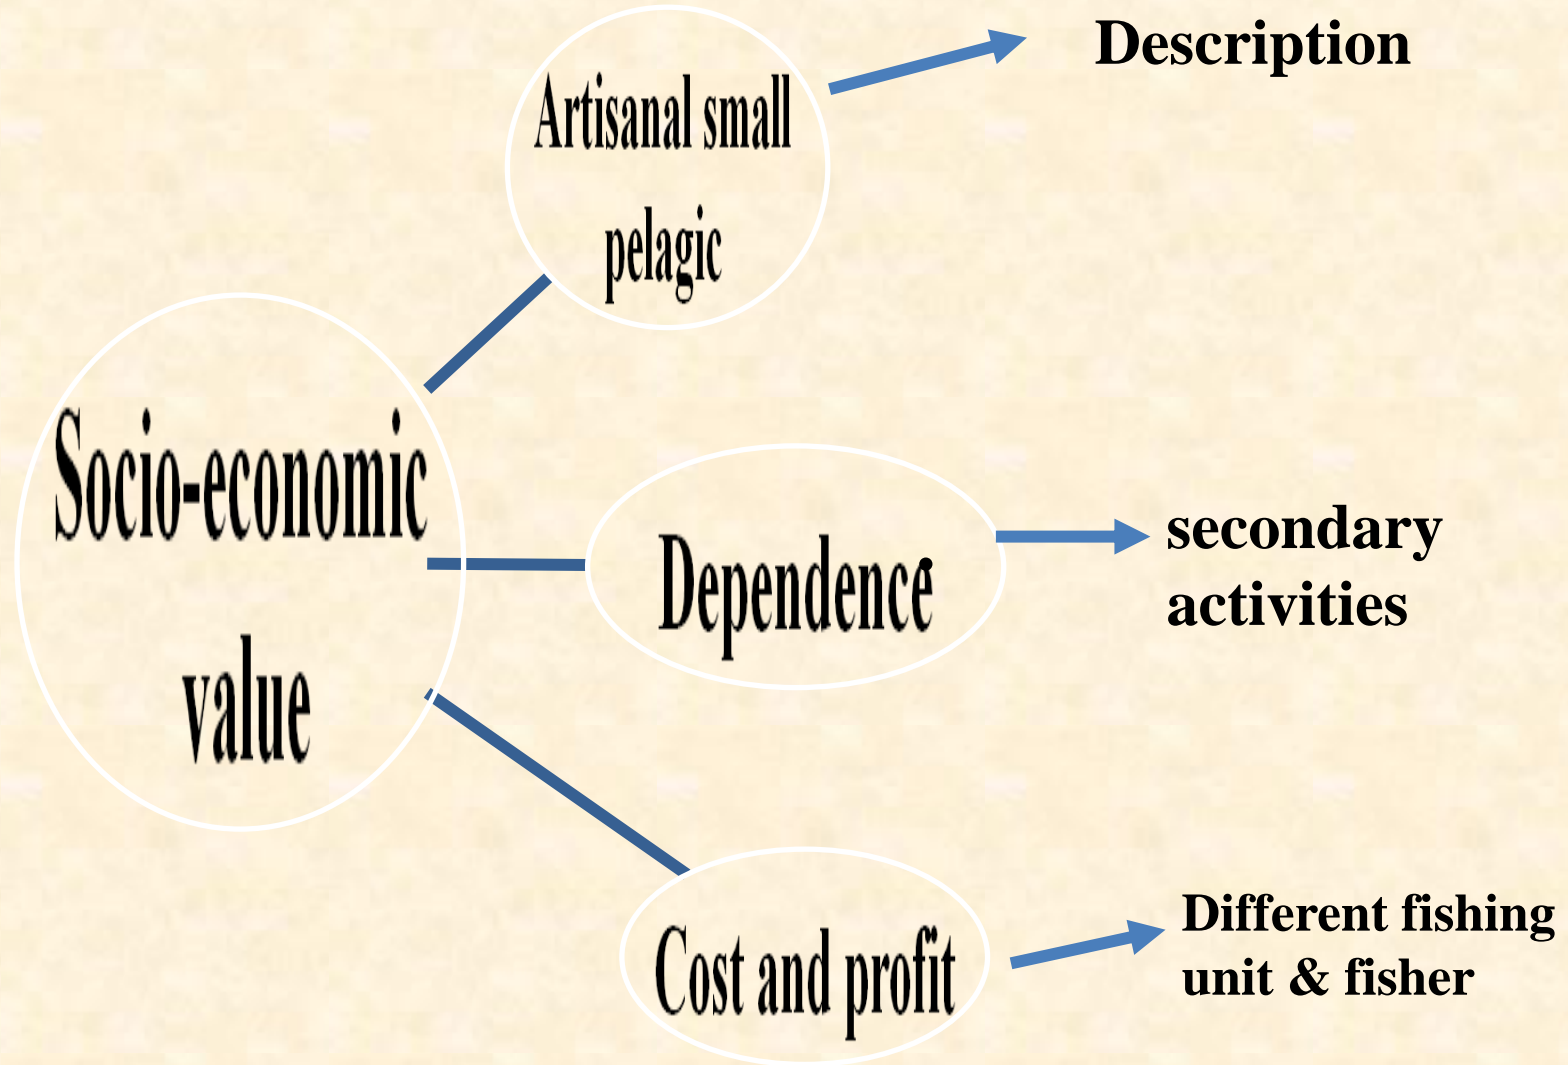 Description
Artisanal small
pelagic
Socio-economic
value
Dependence
secondary
activities
Cost and profit
Different fishing
unit & fisher